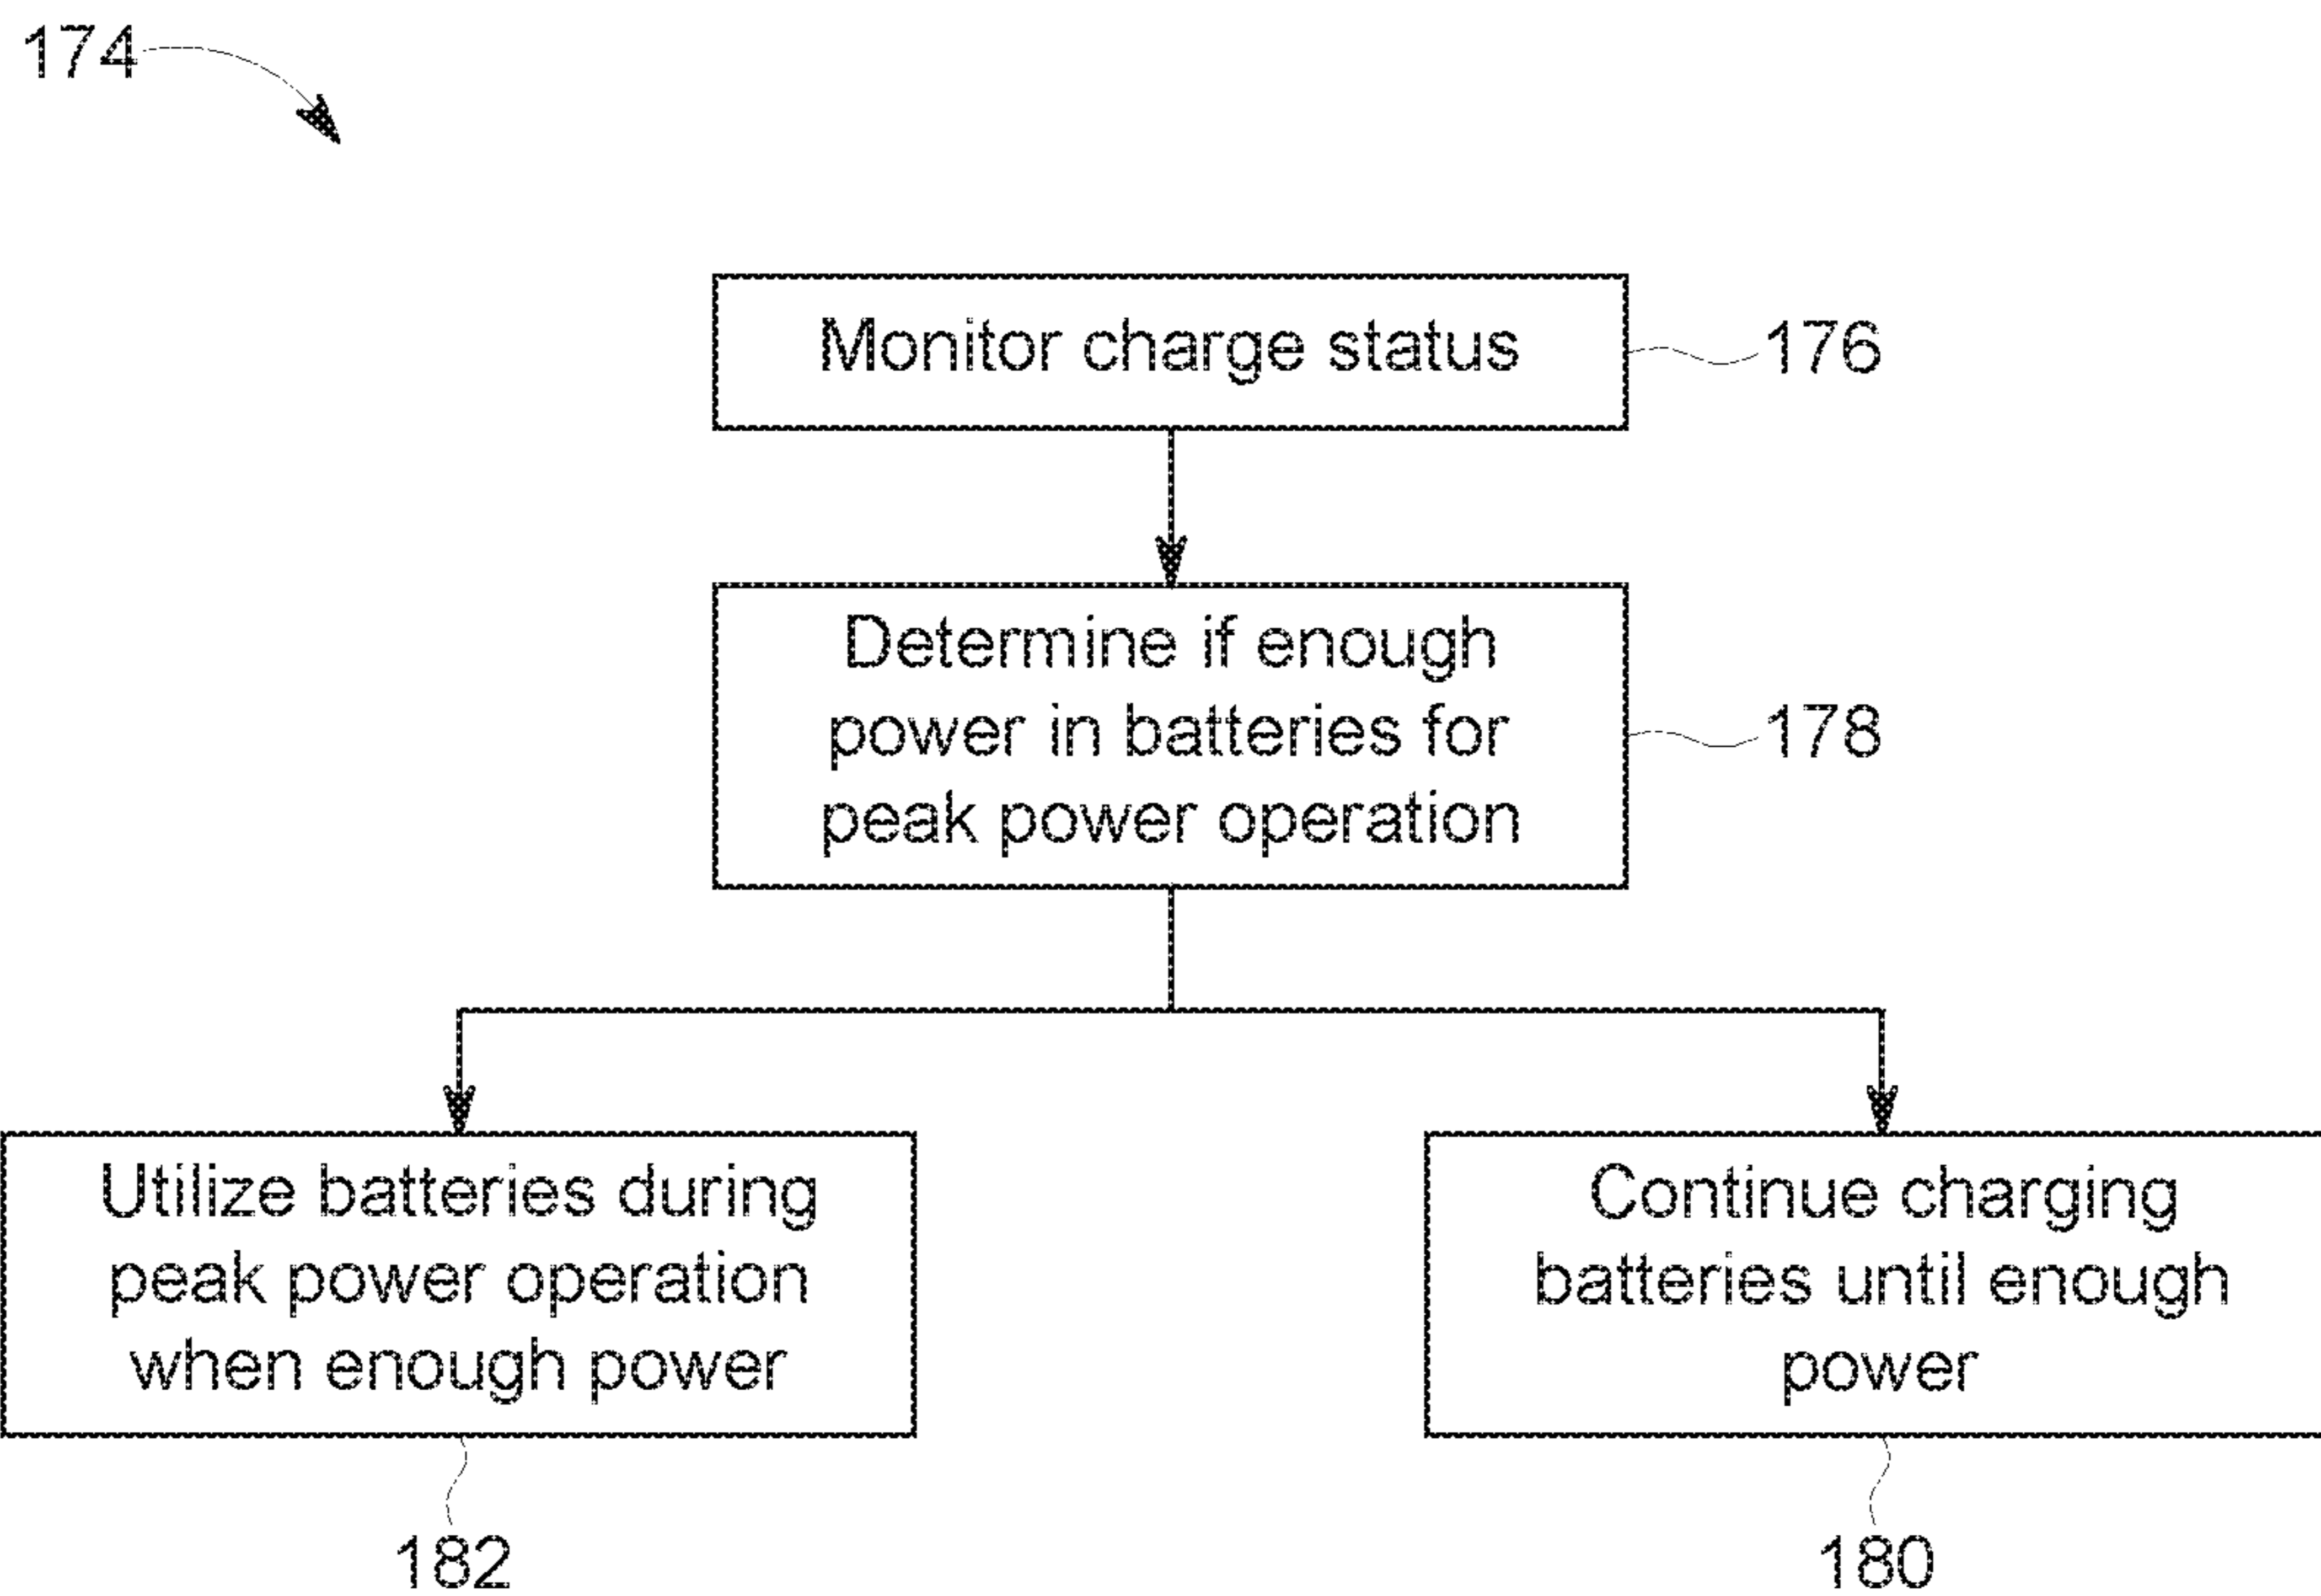 174
Monitor charge status
176
Determine if enough
power in batteries for
peak power operation
178
Utilize batteries during
peak power operation
when enough power
182
Continue charging
batteries until enough
power
180